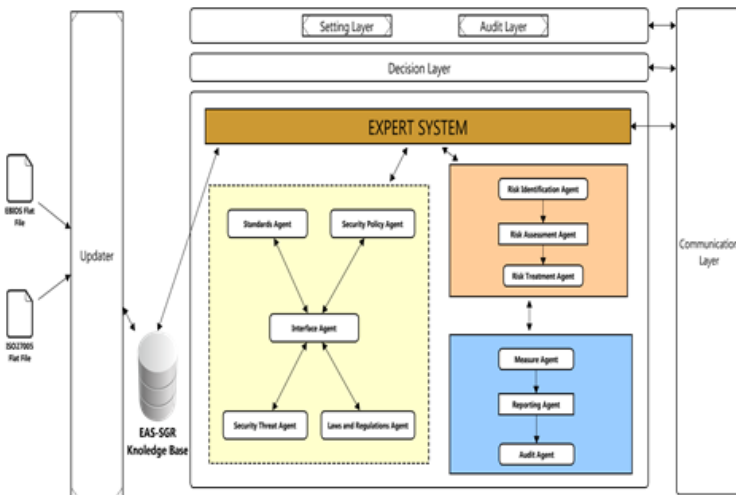 Setting Layer
Audit Layer
Decision Layer
EXPERT SYSTEM
EBIOS Flat
File
ISO27005
Flat File
Updater
EAS-SGR
Knoledge Base
Standards Agent
Security Policy Agent
Interface Agent
Security Threat Agent
Laws and Regulations Agent
Risk Identification Agent
Risk Assessment Agent
Risk Treatment Agent
Measure Agent
Reporting Agent
Audit Agent
Communication
Layer